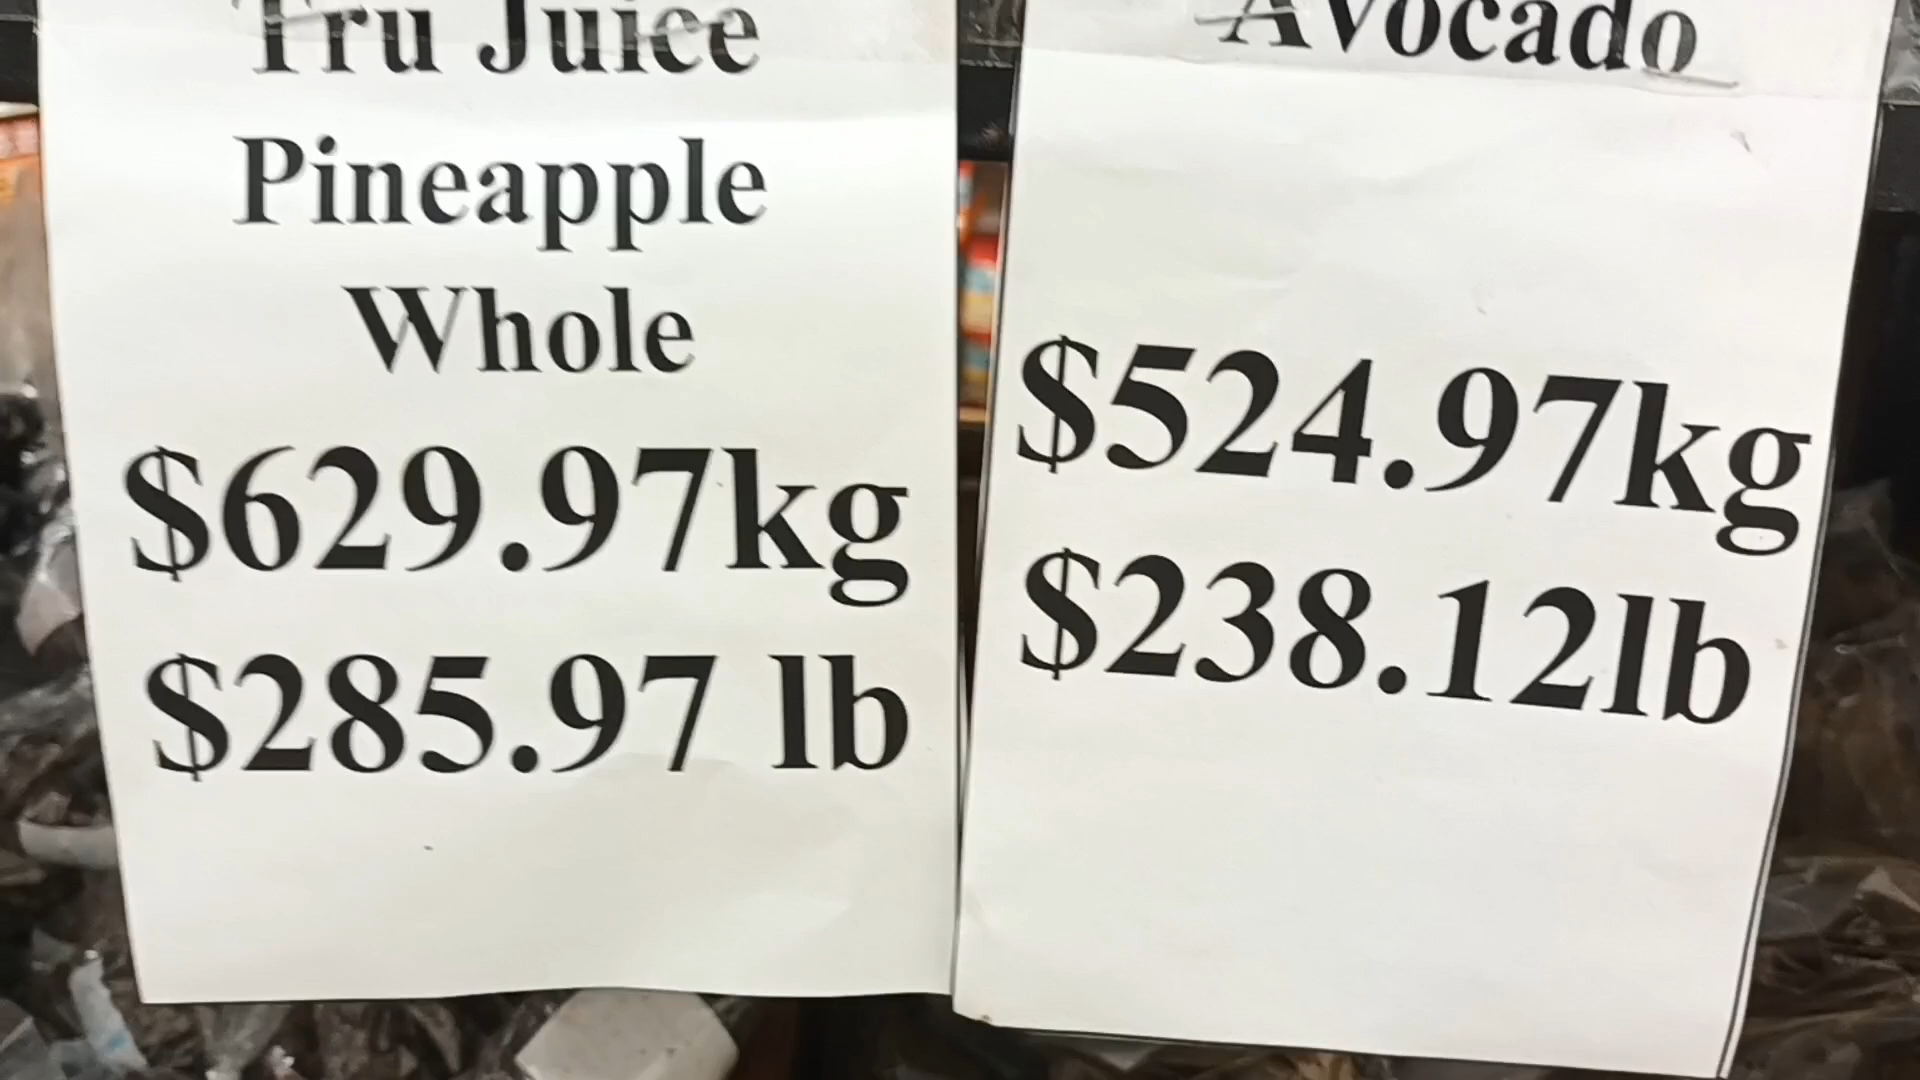 Tru Juice
Pineapple
Whole
$629.97kg
$285.97 lb
Avocado
$524.97kg
$238.12lb